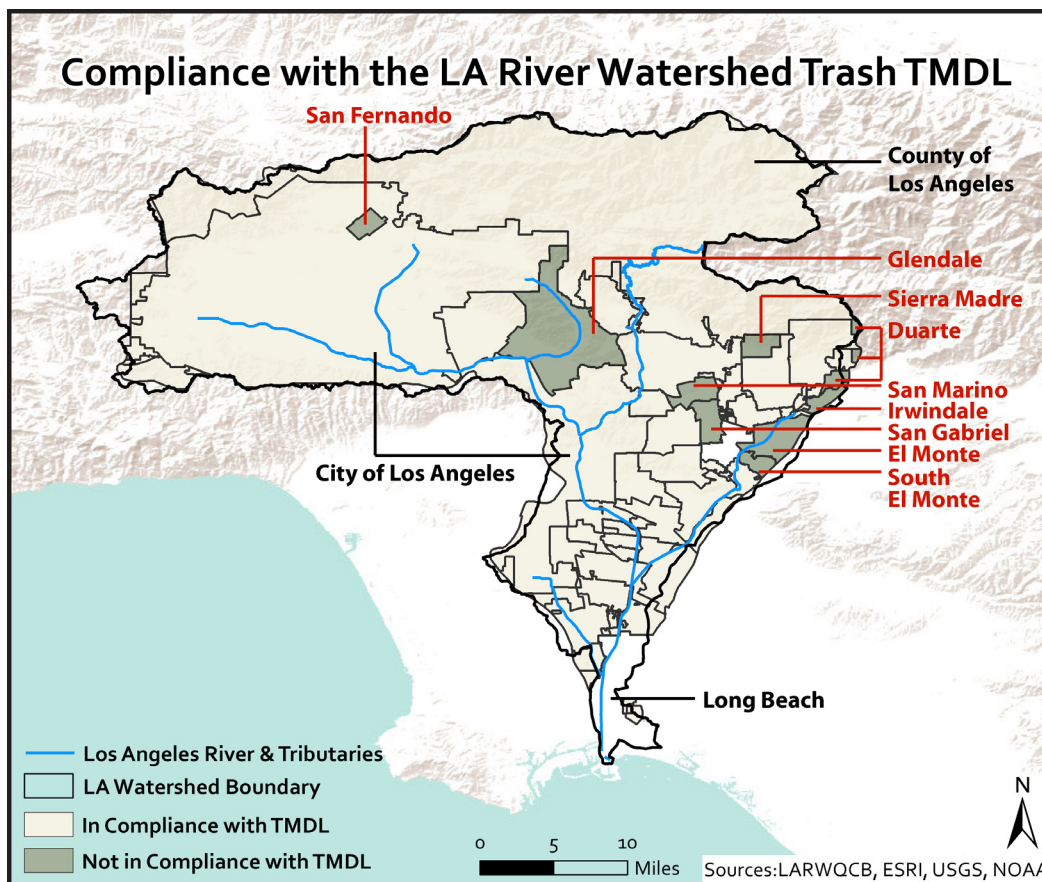 Compliance with the LA River Watershed Trash TMDL
San Fernando
County of
Los Angeles
Glendale
Sierra Madre
Duarte
San Marino
Irwindale
San Gabriel
El Monte
South
El Monte
City of Los Angeles
Long Beach
Los Angeles River & Tributaries
LA Watershed Boundary
In Compliance with TMDL
Not in Compliance with TMDL
0 5 10
Miles
N
Sources:LARWQCB, ESRI, USGS, NOAA